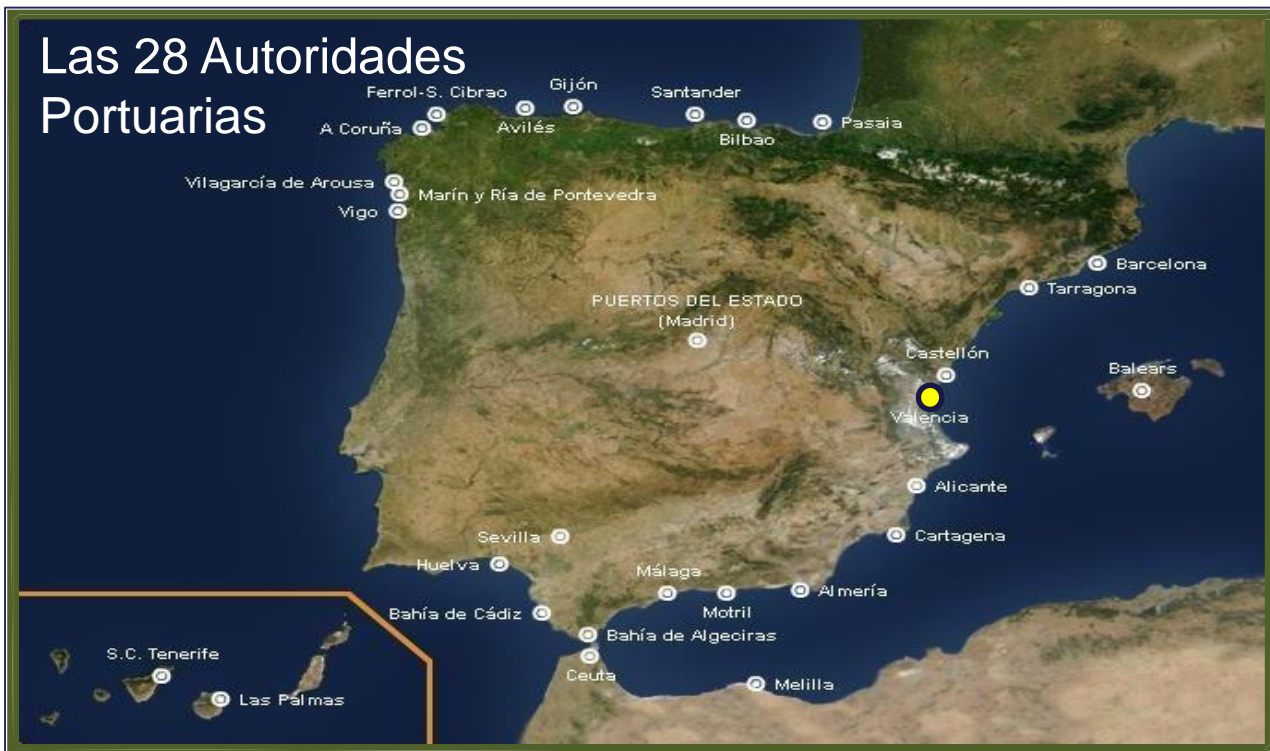 Las 28 Autoridades
Portuarias
Ferrol-S. Cibrao
Gijón
Santander
A Coruña
Avilés
Bilbao
Pasaia
Vilagarcía de Arousa
Marín y Ría de Pontevedra
Vigo
Barcelona
Tarragona
PUERTOS DEL ESTADO
(Madrid)
Castellón
Balears
Valencia
Alicante
Sevilla
Cartagena
Huelva
Málaga
Almería
Bahía de Cádiz
Motril
Bahía de Algeciras
S.C. Tenerife
Ceuta
Melilla
Las Palmas